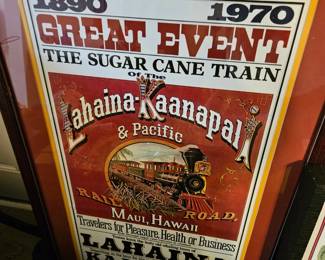 1890 1970
GREAT EVENT
THE SUGAR CANE TRAIN
of the
Lahaina-Kaanapali
& Pacific
RAIL ROAD,
MAUI, HAWAII
Travelers for Pleasure, Health or Business
LAHAINA